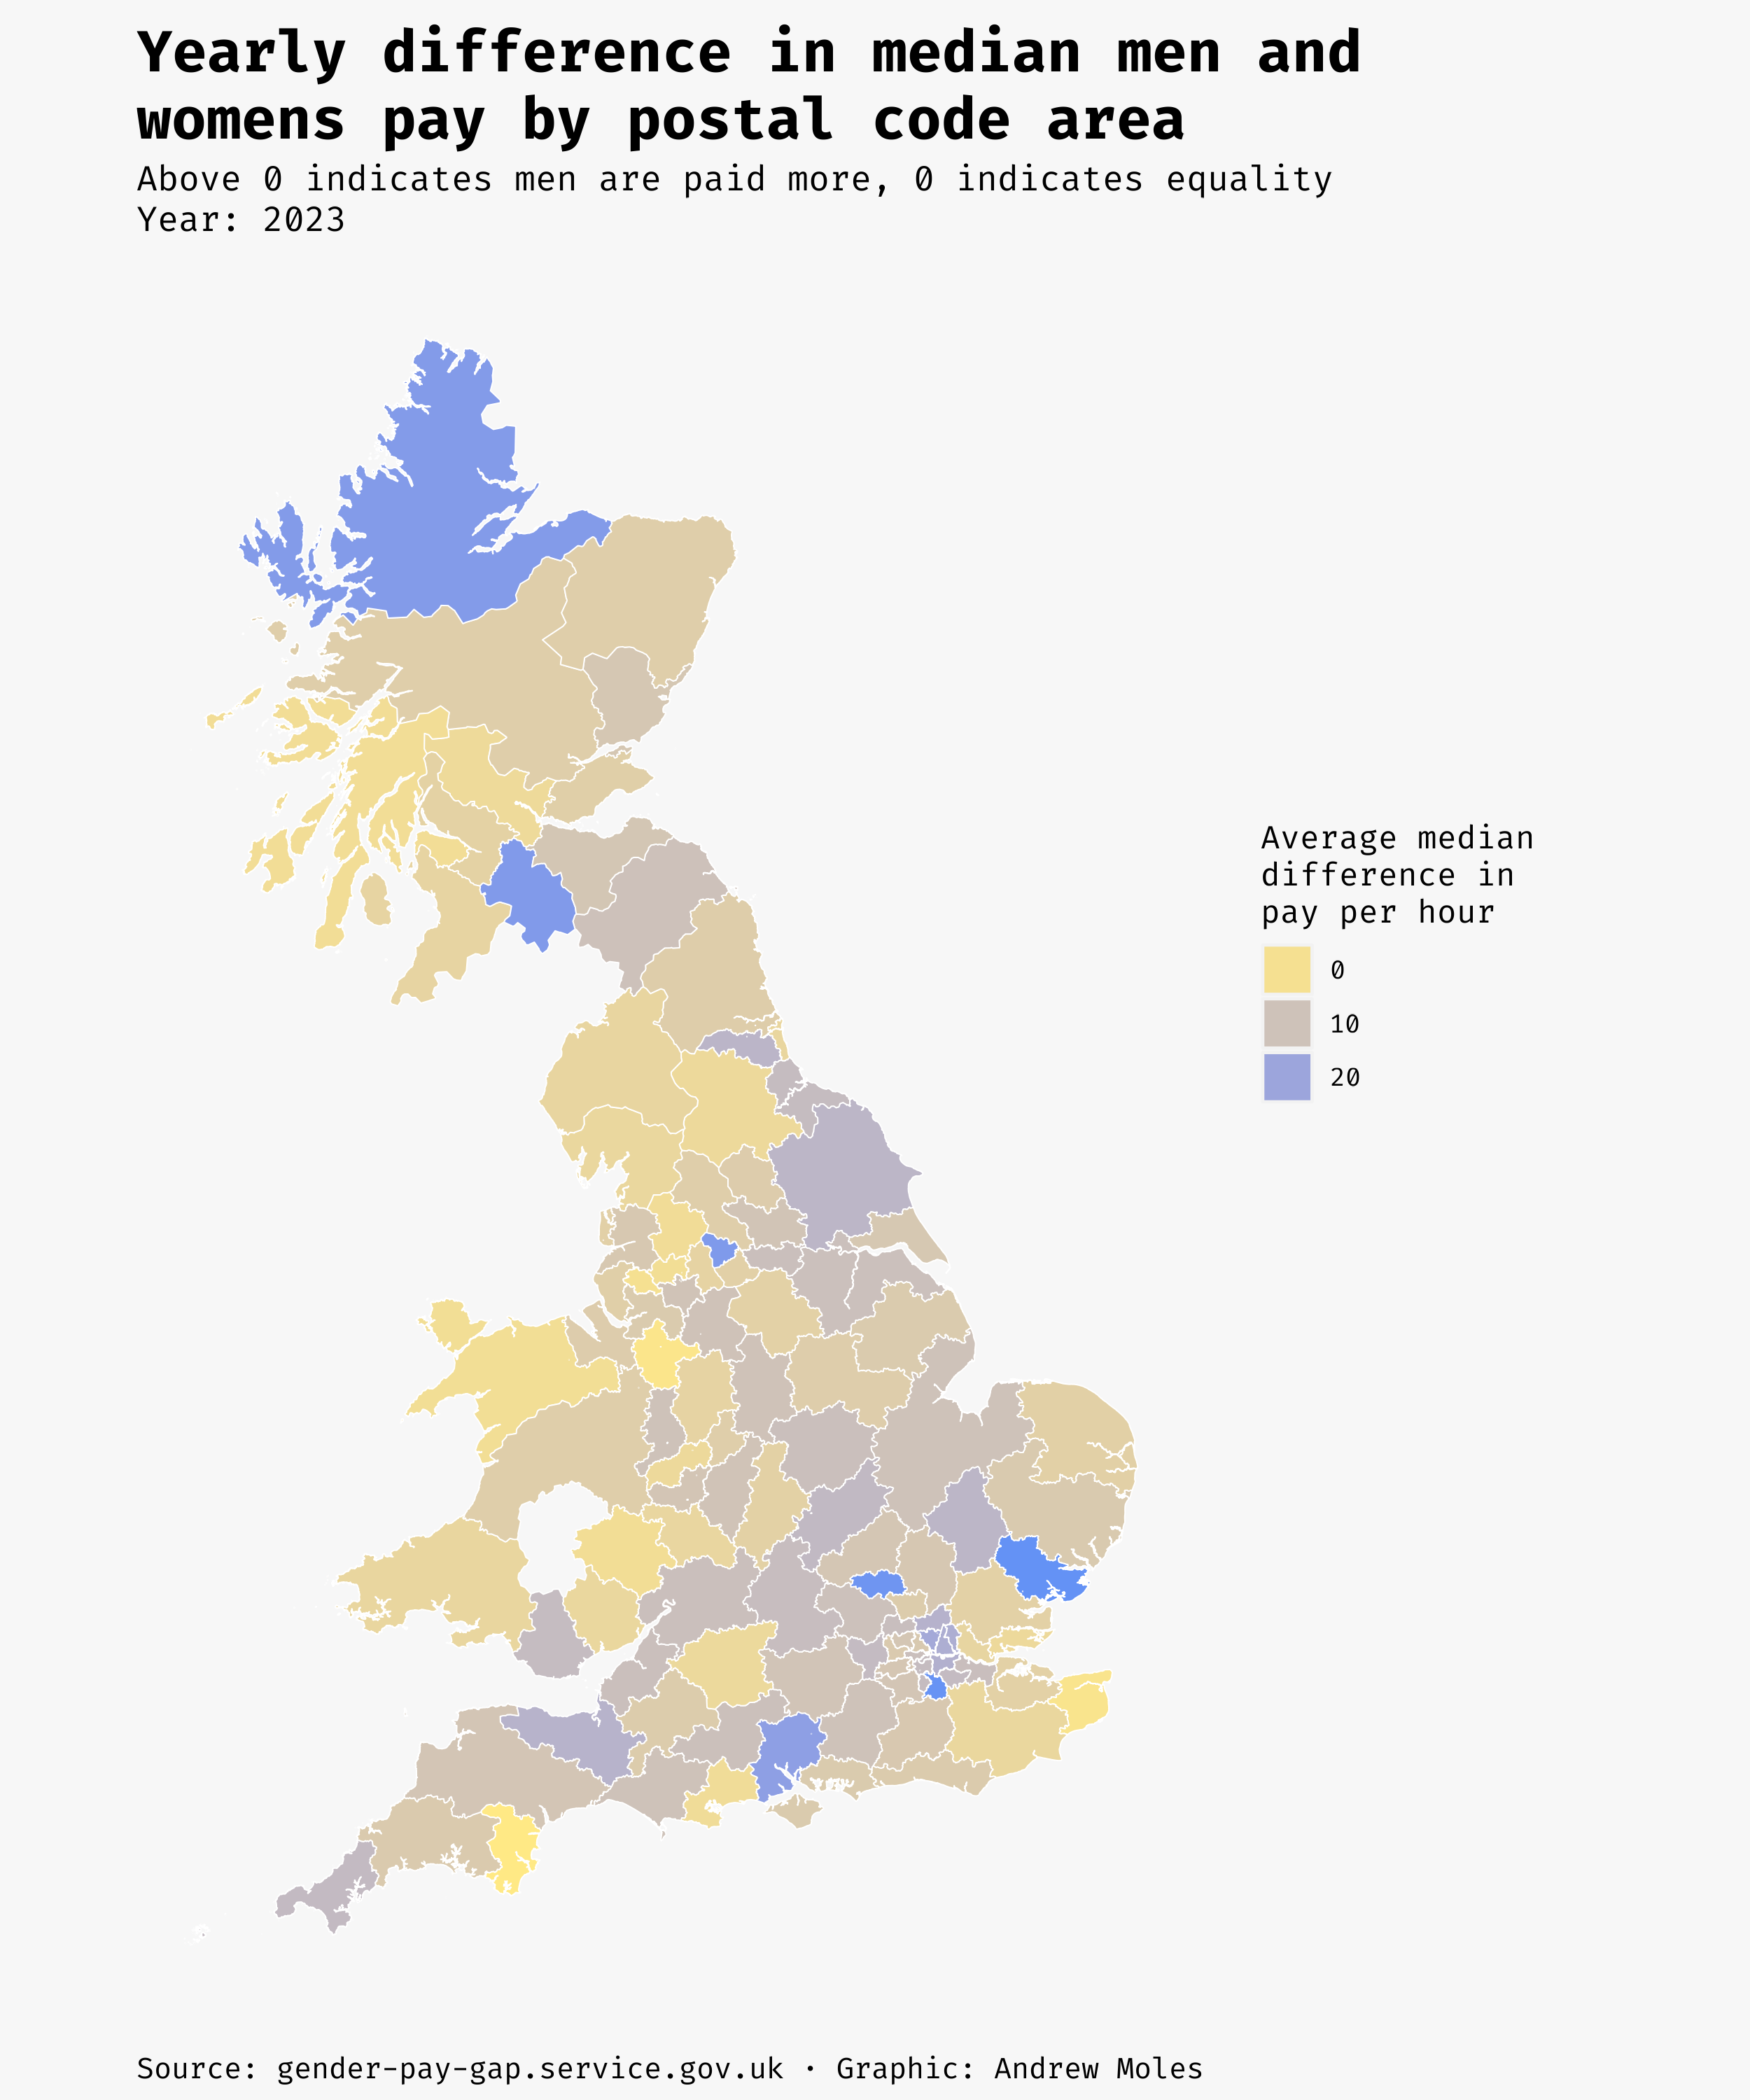 Yearly difference in median men and
womens pay by postal code area
Above 0 indicates men are paid more, 0 indicates equality
Year: 2023
Average median
difference in
pay per hour
0
10
20
Source: gender-pay-gap.service.gov.uk · Graphic: Andrew Moles